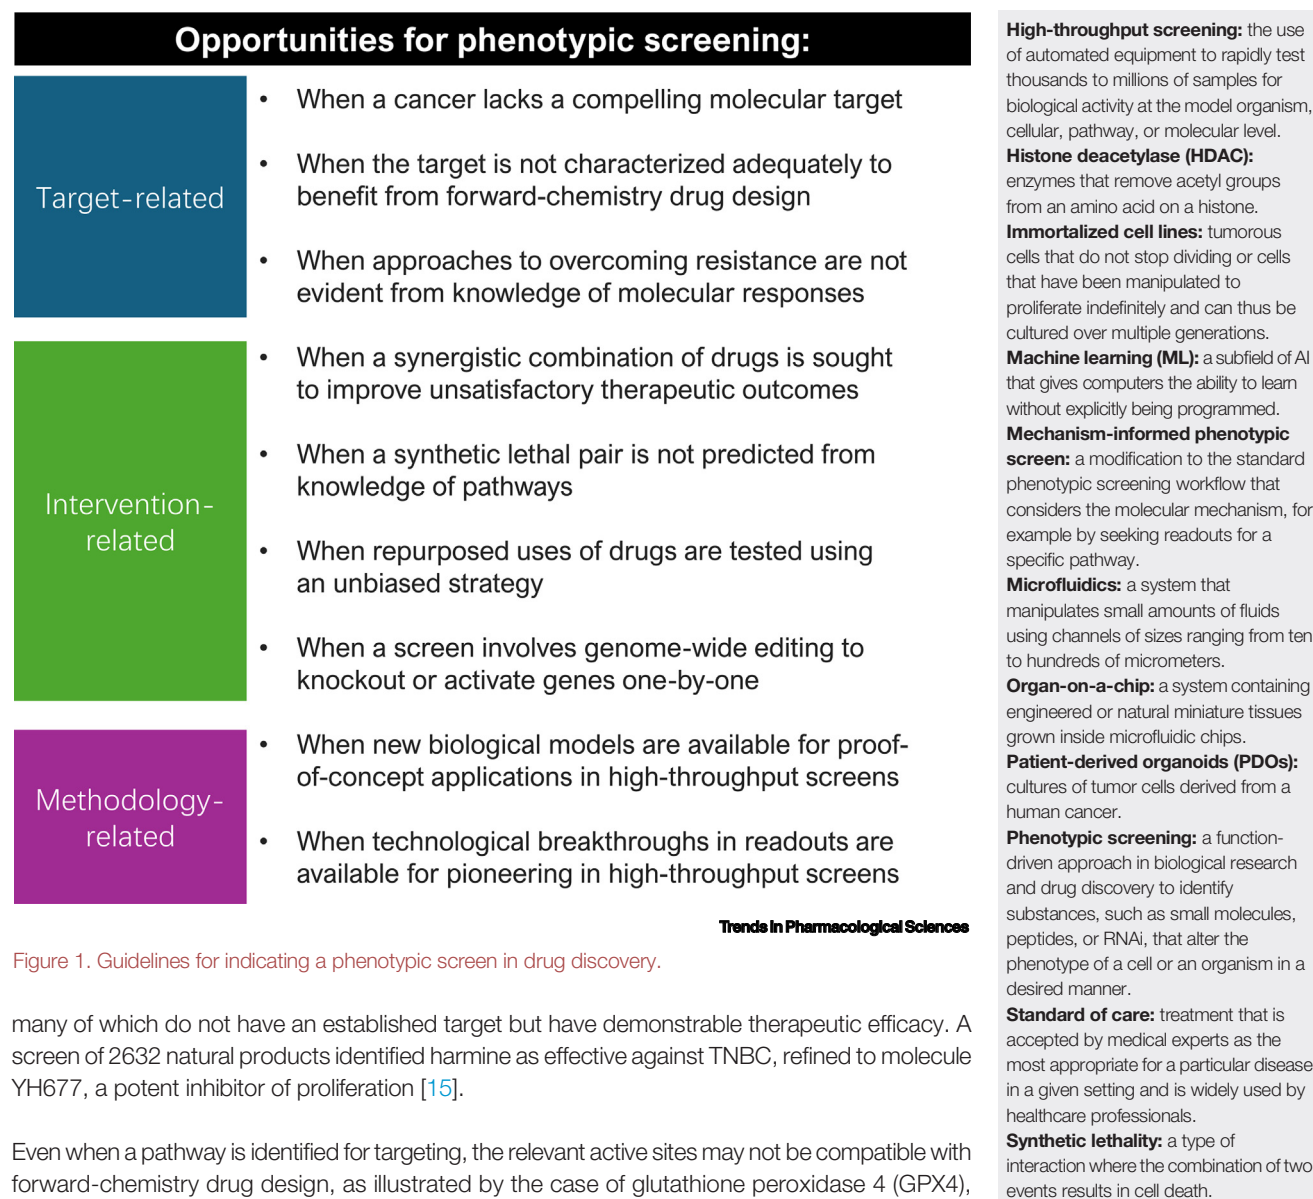 Opportunities for phenotypic screening:
Target-related
• When a cancer lacks a compelling molecular target
• When the target is not characterized adequately to
benefit from forward-chemistry drug design
• When approaches to overcoming resistance are not
evident from knowledge of molecular responses
Intervention-
related
• When a synergistic combination of drugs is sought
to improve unsatisfactory therapeutic outcomes
• When a synthetic lethal pair is not predicted from
knowledge of pathways
• When repurposed uses of drugs are tested using
an unbiased strategy
• When a screen involves genome-wide editing to
knockout or activate genes one-by-one
Methodology-
related
• When new biological models are available for proof-
of-concept applications in high-throughput screens
• When technological breakthroughs in readouts are
available for pioneering in high-throughput screens
Trends in Pharmacological Sciences
Figure 1. Guidelines for indicating a phenotypic screen in drug discovery.
many of which do not have an established target but have demonstrable therapeutic efficacy. A
screen of 2632 natural products identified harmine as effective against TNBC, refined to molecule
YH677, a potent inhibitor of proliferation [15].
Even when a pathway is identified for targeting, the relevant active sites may not be compatible with
forward-chemistry drug design, as illustrated by the case of glutathione peroxidase 4 (GPX4),
High-throughput screening: the use
of automated equipment to rapidly test
thousands to millions of samples for
biological activity at the model organism,
cellular, pathway, or molecular level.
Histone deacetylase (HDAC):
enzymes that remove acetyl groups
from an amino acid on a histone.
Immortalized cell lines: tumorous
cells that do not stop dividing or cells
that have been manipulated to
proliferate indefinitely and can thus be
cultured over multiple generations.
Machine learning (ML): a subfield of AI
that gives computers the ability to learn
without explicitly being programmed.
Mechanism-informed phenotypic
screen: a modification to the standard
phenotypic screening workflow that
considers the molecular mechanism, for
example by seeking readouts for a
specific pathway.
Microfluidics: a system that
manipulates small amounts of fluids
using channels of sizes ranging from ten
to hundreds of micrometers.
Organ-on-a-chip: a system containing
engineered or natural miniature tissues
grown inside microfluidic chips.
Patient-derived organoids (PDOs):
cultures of tumor cells derived from a
human cancer.
Phenotypic screening: a function-
driven approach in biological research
and drug discovery to identify
substances, such as small molecules,
peptides, or RNAi, that alter the
phenotype of a cell or an organism in a
desired manner.
Standard of care: treatment that is
accepted by medical experts as the
most appropriate for a particular disease
in a given setting and is widely used by
healthcare professionals.
Synthetic lethality: a type of
interaction where the combination of two
events results in cell death.